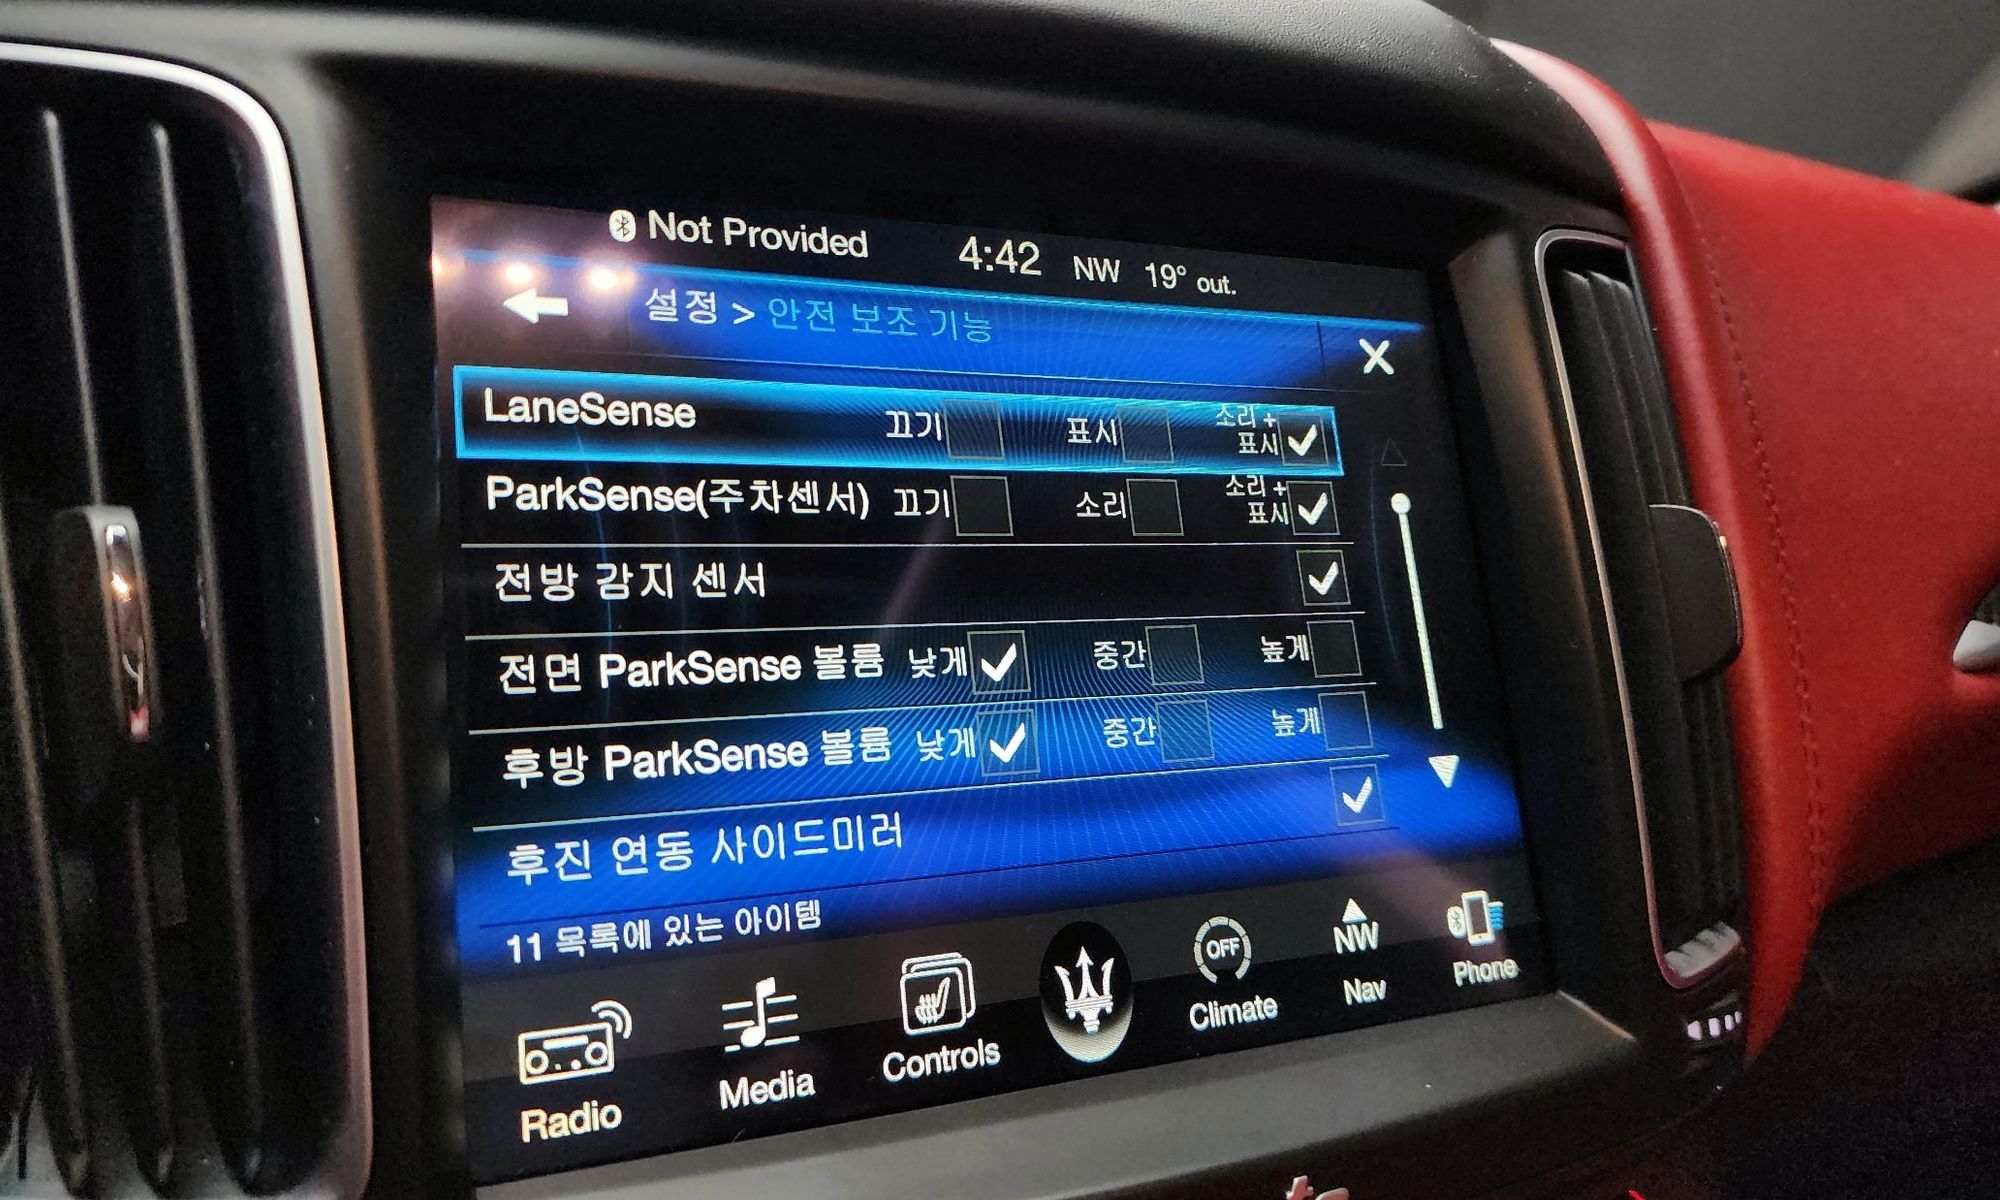 Not Provided 4:42 NW 19° out.
설정 > 안전 보조 기능
LaneSense 끄기 표시 소리 + 표시
ParkSense(주차센서) 끄기 소리 소리 + 표시
전방 감지 센서
전면 ParkSense 볼륨 낮게 중간 높게
후방 ParkSense 볼륨 낮게 중간 높게
후진 연동 사이드미러
11 목록에 있는 아이템
OFF NW
Radio Media Controls Climate Nav Phone